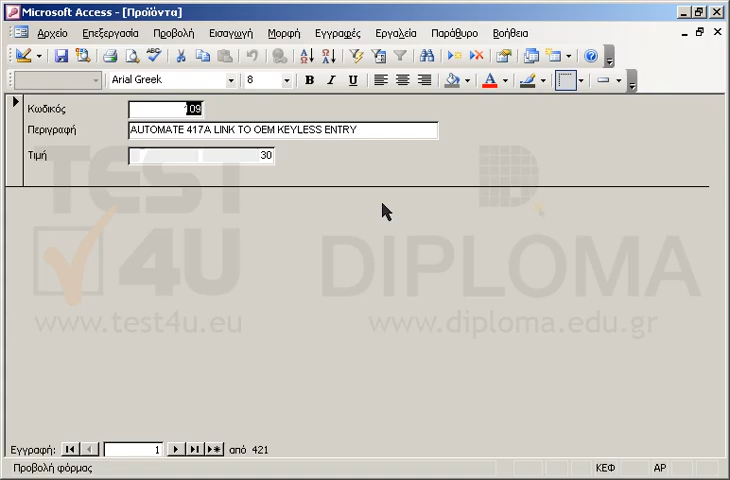 Microsoft Access - [Προϊόντα]
Αρχείο Επεξεργασία Προβολή Εισαγωγή Μορφή Εγγραφές Εργαλεία Παράθυρο Βοήθεια
Arial Greek 8 B I U
Κωδικός 109
Περιγραφή AUTOMATE 417A LINK TO OEM KEYLESS ENTRY
Τιμή 30
TEST 4U DIPLOMA
www.test4u.eu www.diploma.edu.gr
Εγγραφή: 1 από 421
Προβολή φόρμας ΚΕΦ ΑΡ